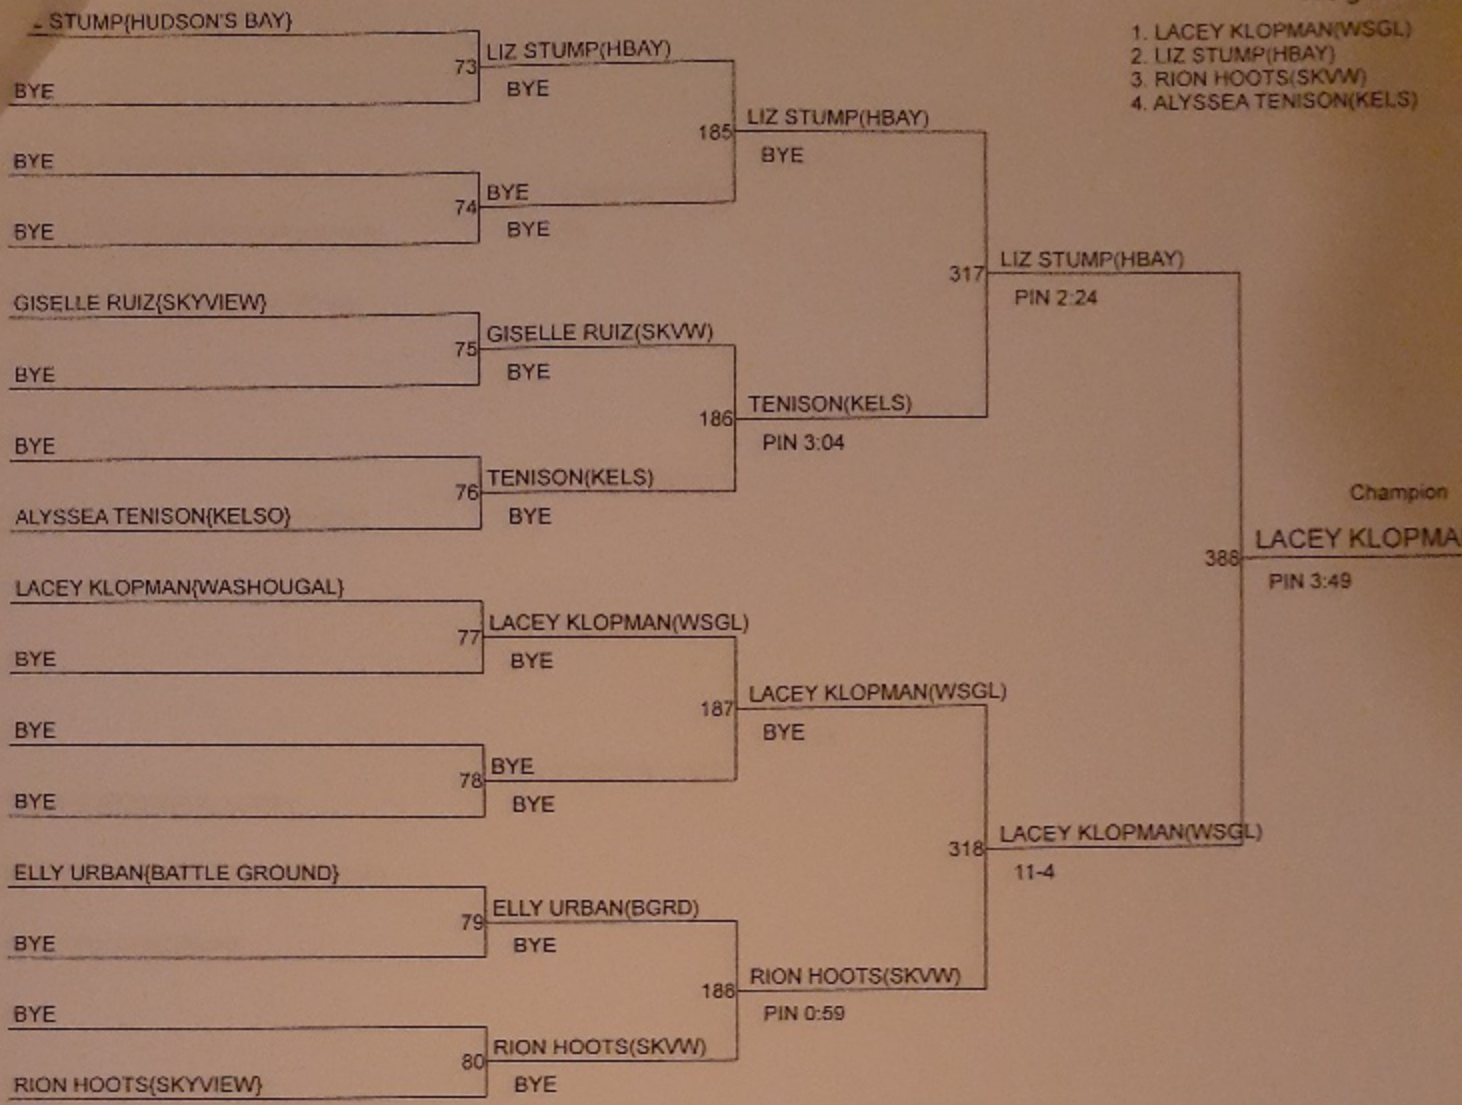 STUMP{HUDSON'S BAY}
BYE
BYE
BYE
GISELLE RUIZ{SKYVIEW}
BYE
BYE
ALYSSEA TENISON{KELSO}
LACEY KLOPMAN{WASHOUGAL}
BYE
BYE
BYE
ELLY URBAN{BATTLE GROUND}
BYE
BYE
RION HOOTS{SKYVIEW}
73
LIZ STUMP(HBAY)
BYE
74
BYE
BYE
75
GISELLE RUIZ(SKVW)
BYE
76
TENISON(KELS)
BYE
77
LACEY KLOPMAN(WSGL)
BYE
78
BYE
BYE
79
ELLY URBAN(BGRD)
BYE
80
RION HOOTS(SKVW)
BYE
185
LIZ STUMP(HBAY)
BYE
186
TENISON(KELS)
PIN 3:04
187
LACEY KLOPMAN(WSGL)
BYE
188
RION HOOTS(SKVW)
PIN 0:59
317
LIZ STUMP(HBAY)
PIN 2:24
318
LACEY KLOPMAN(WSGL)
11-4
Champion
LACEY KLOPMA
PIN 3:49
1. LACEY KLOPMAN(WSGL)
2. LIZ STUMP(HBAY)
3. RION HOOTS(SKVW)
4. ALYSSEA TENISON(KELS)